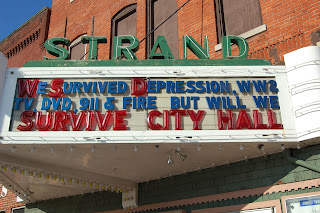 STRAND
WE SURVIVED DEPRESSION, WW2
TV, DVD, 911 & FIRE BUT WILL WE
SURVIVE CITY HALL